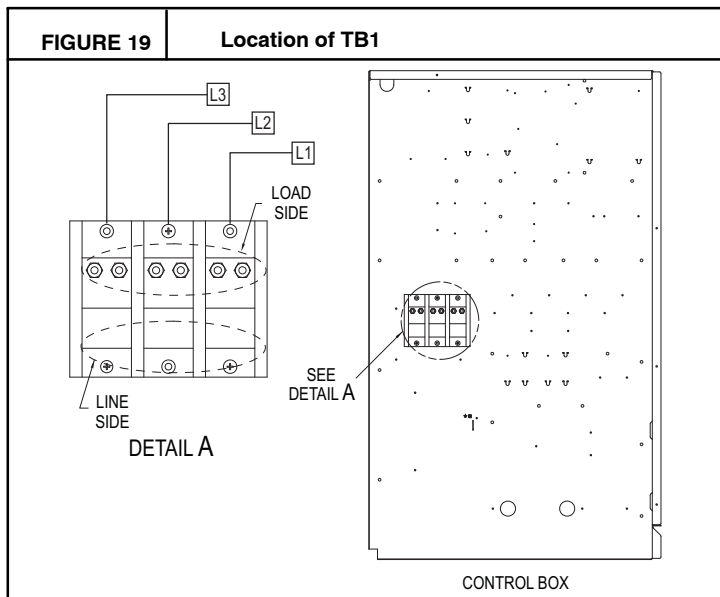 FIGURE 19
Location of TB1
L3
L2
L1
LOAD
SIDE
LINE
SIDE
DETAIL A
SEE
DETAIL A
CONTROL BOX